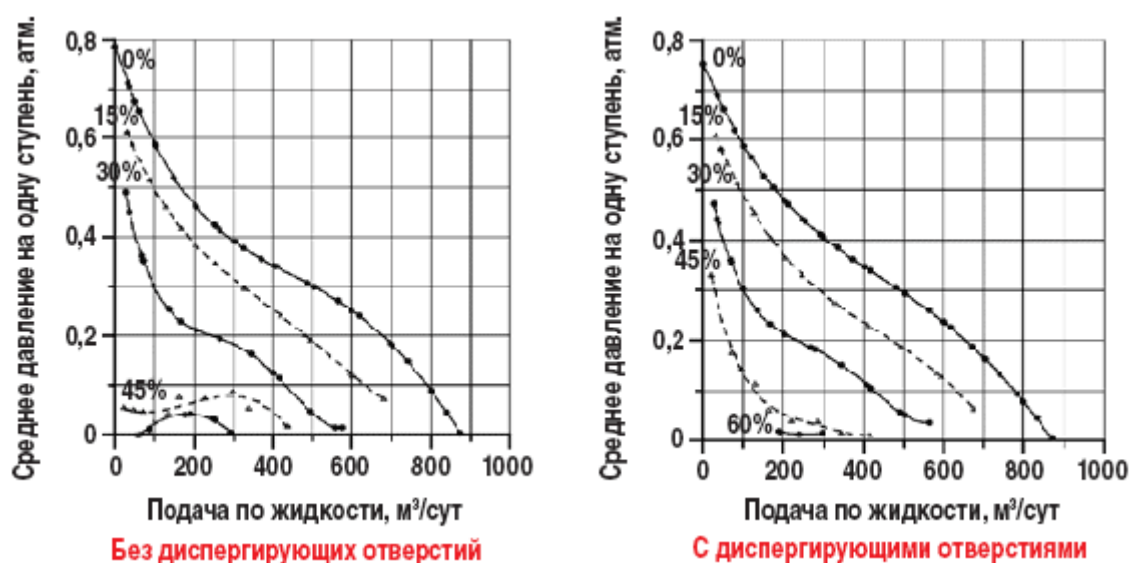 Среднее давление на одну ступень, атм.
0,8
0,6
0,4
0,2
0
0%
15%
30%
45%
0 200 400 600 800 1000
Подача по жидкости, м³/сут
Без диспергирующих отверстий
Среднее давление на одну ступень, атм.
0,8
0,6
0,4
0,2
0
0%
15%
30%
45%
60%
0 200 400 600 800 1000
Подача по жидкости, м³/сут
С диспергирующими отверстиями